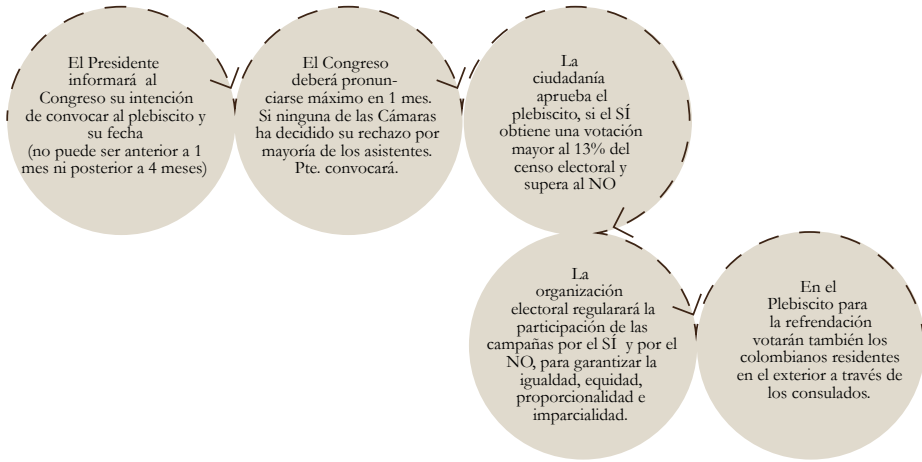 El Presidente
informará al
Congreso su intención
de convocar al plebiscito y
su fecha
(no puede ser anterior a 1
mes ni posterior a 4 meses)
El Congreso
deberá pronun-
ciarse máximo en 1 mes.
Si ninguna de las Cámaras
ha decidido su rechazo por
mayoría de los asistentes.
Pte. convocará.
La
ciudadanía
aprueba el
plebiscito, si el SÍ
obtiene una votación
mayor al 13% del
censo electoral y
supera al NO
La
organización
electoral regulará la
participación de las
campañas por el SÍ y por el
NO, para garantizar la
igualdad, equidad,
proporcionalidad e
imparcialidad.
En el
Plebiscito para
la refrendación
votarán también los
colombianos residentes
en el exterior a través de
los consulados.